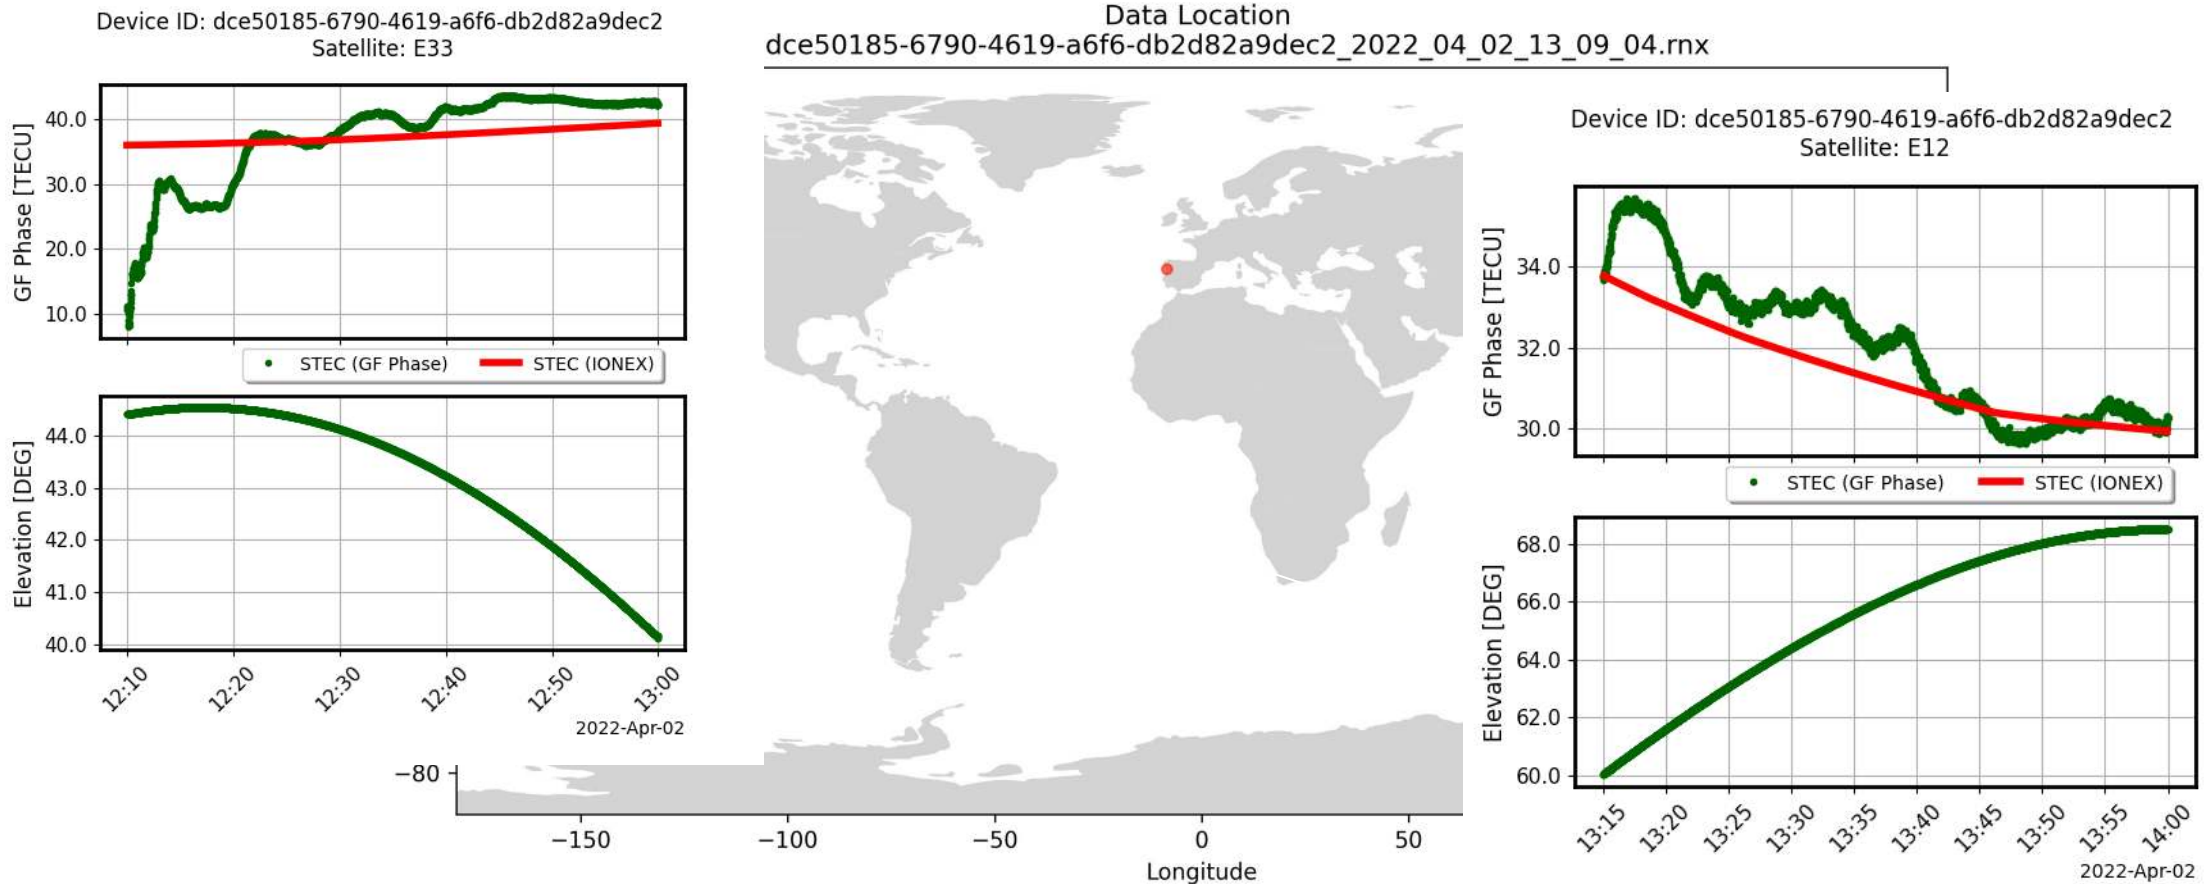 Device ID: dce50185-6790-4619-a6f6-db2d82a9dec2
Satellite: E33
GF Phase [TECU]
40.0
30.0
20.0
10.0
STEC (GF Phase)
STEC (IONEX)
Elevation [DEG]
44.0
43.0
42.0
41.0
40.0
12:10
12:20
12:30
12:40
12:50
13:00
2022-Apr-02
Data Location
dce50185-6790-4619-a6f6-db2d82a9dec2_2022_04_02_13_09_04.rnx
−80
−150
−100
−50
0
50
Longitude
Device ID: dce50185-6790-4619-a6f6-db2d82a9dec2
Satellite: E12
GF Phase [TECU]
34.0
32.0
30.0
STEC (GF Phase)
STEC (IONEX)
Elevation [DEG]
68.0
66.0
64.0
62.0
60.0
13:15
13:20
13:25
13:30
13:35
13:40
13:45
13:50
13:55
14:00
2022-Apr-02